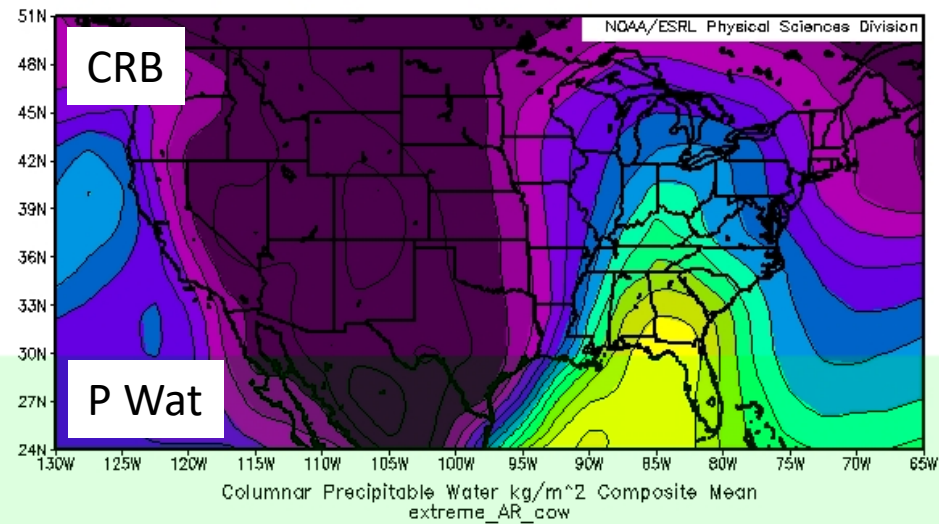 NOAA/ESRL Physical Sciences Division
CRB
P Wat
51N
48N
45N
42N
39N
36N
33N
30N
27N
24N
130W 125W 120W 115W 110W 105W 100W 95W 90W 85W 80W 75W 70W 65W
Columnar Precipitable Water kg/m^2 Composite Mean
extreme_AR_cow